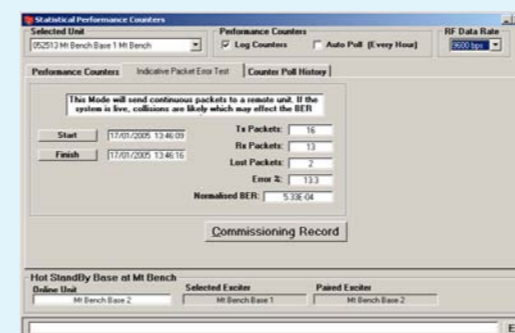 Statistical Performance Counters
Selected Unit
Performance Counters
RF Data Rate
052513 Mt Bench Base 1 Mt Bench
Log Counters
Auto Poll (Every Hour)
9600 bps
Performance Counters
Indicative Packet Error Test
Counter Poll History
This Mode will send continuous packets to a remote unit. If the
system is live, collisions are likely which may effect the BER
Start
17/01/2005 13:46:09
Finish
17/01/2005 13:46:16
Tx Packets: 16
Rx Packets: 13
Lost Packets: 2
Error %: 13.3
Normalised BER: 5.33E-04
Commissioning Record
Hot StandBy Base at Mt Bench
Online Unit
Selected Exciter
Paired Exciter
Mt Bench Base 2
Mt Bench Base 1
Mt Bench Base 2